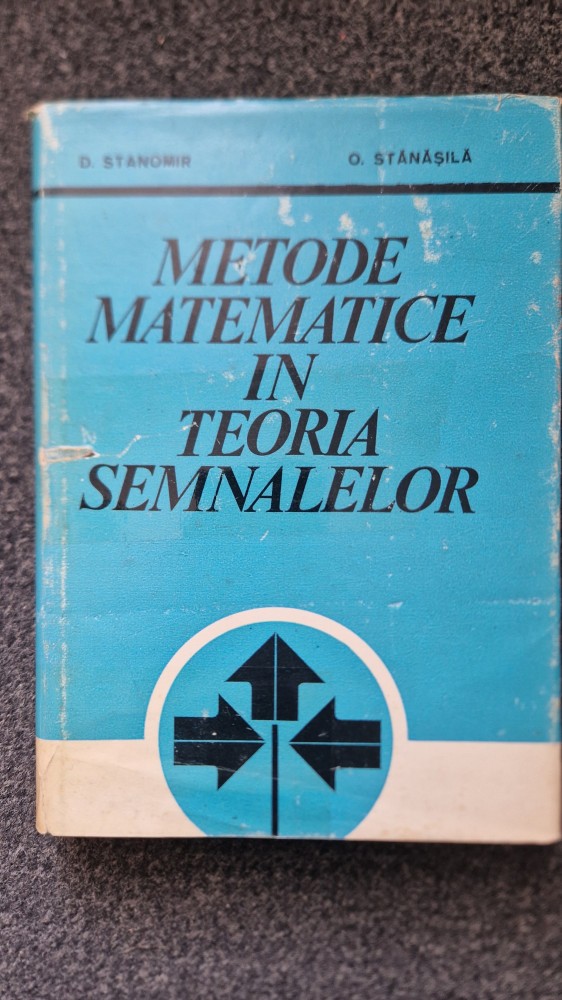 D. STANOMIR O. STĂNĂŞILĂ
METODE
MATEMATICE
IN
TEORIA
SEMNALELOR